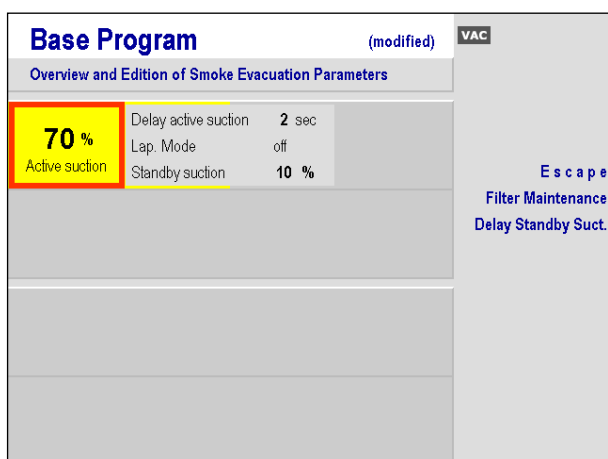 Base Program (modified)
VAC
Overview and Edition of Smoke Evacuation Parameters
70 %
Active suction
Delay active suction 2 sec
Lap. Mode off
Standby suction 10 %
Escape
Filter Maintenance
Delay Standby Suct.